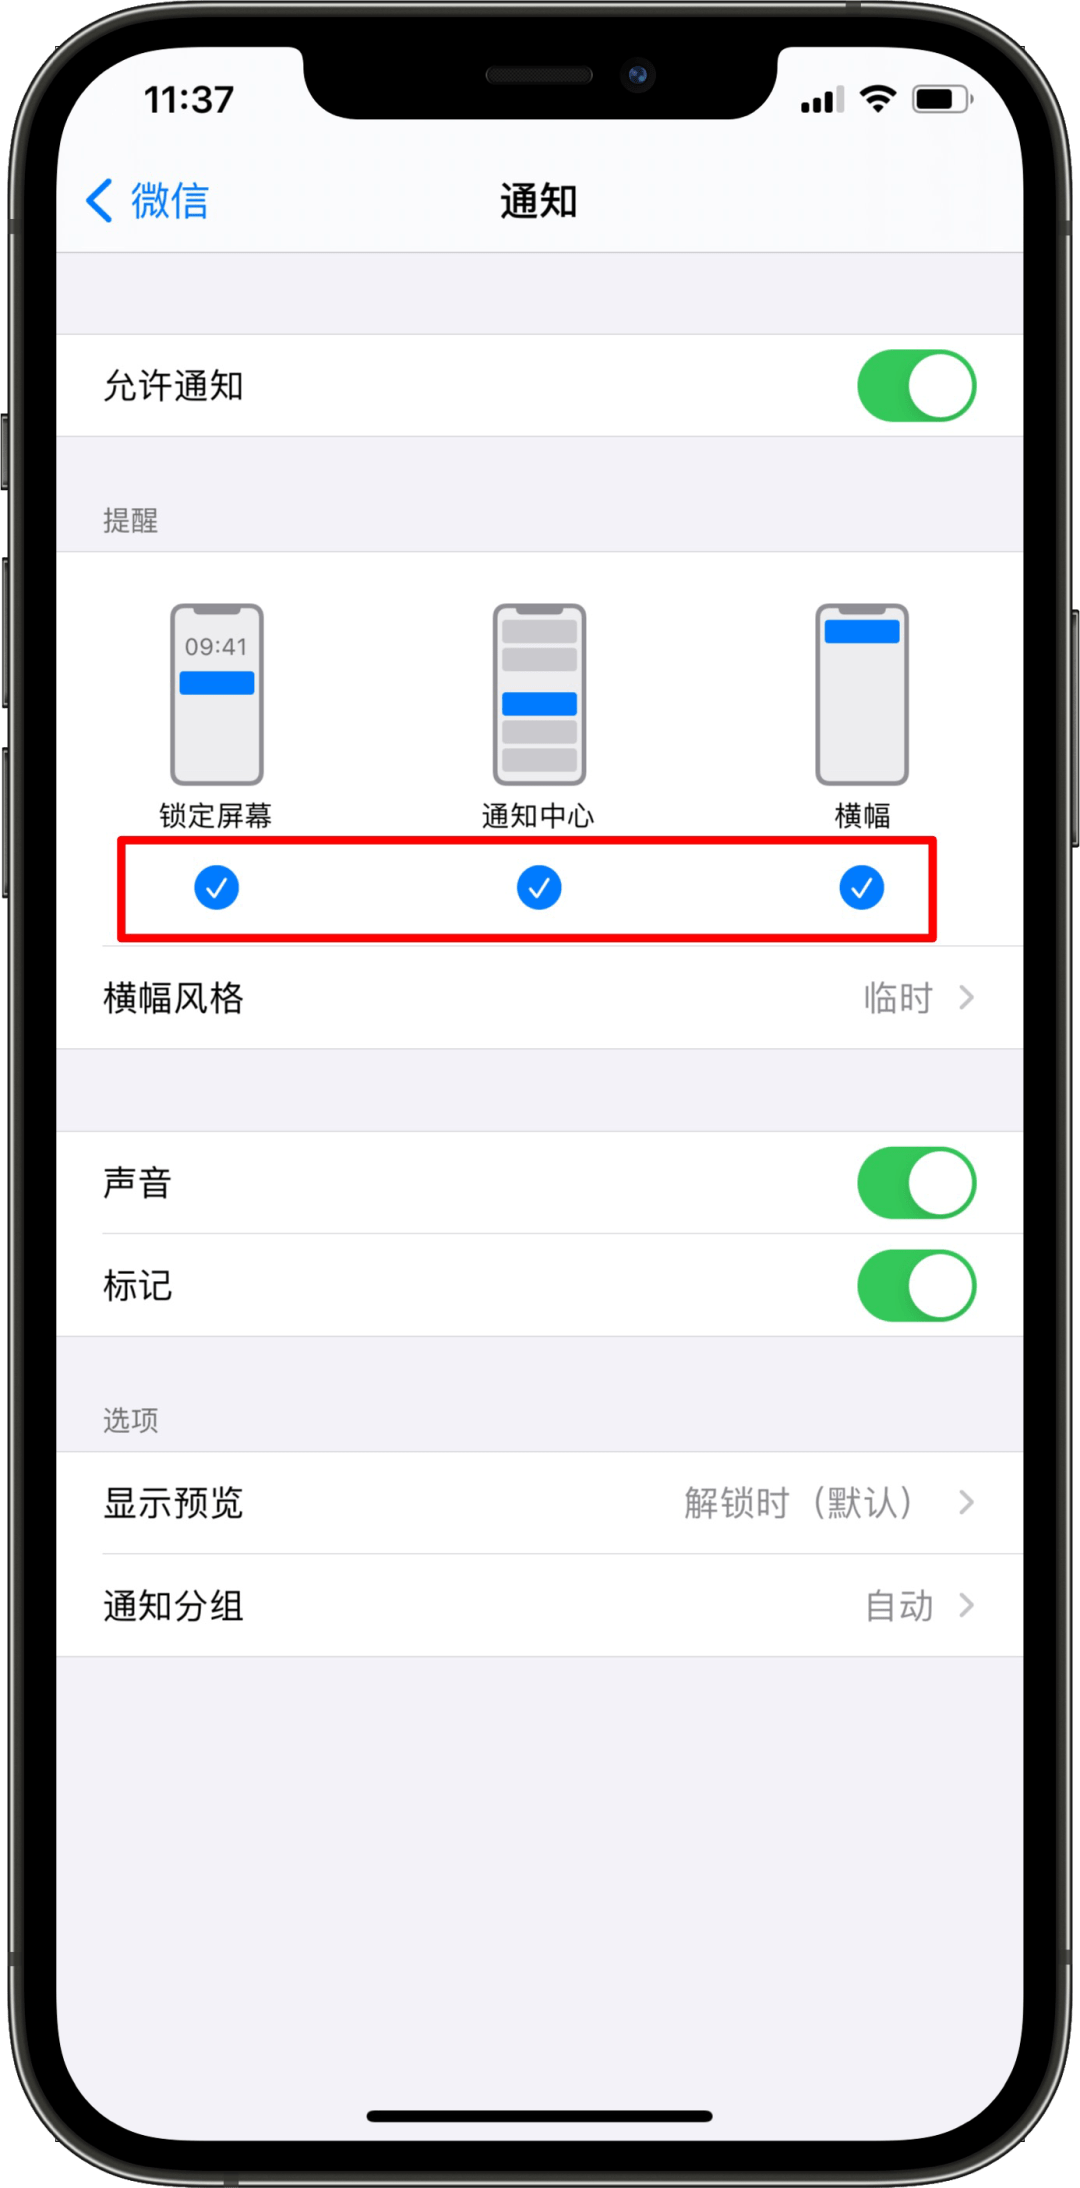 11:37
微信
通知
允许通知
提醒
09:41
锁定屏幕 通知中心 横幅
横幅风格 临时
声音
标记
选项
显示预览 解锁时（默认）
通知分组 自动